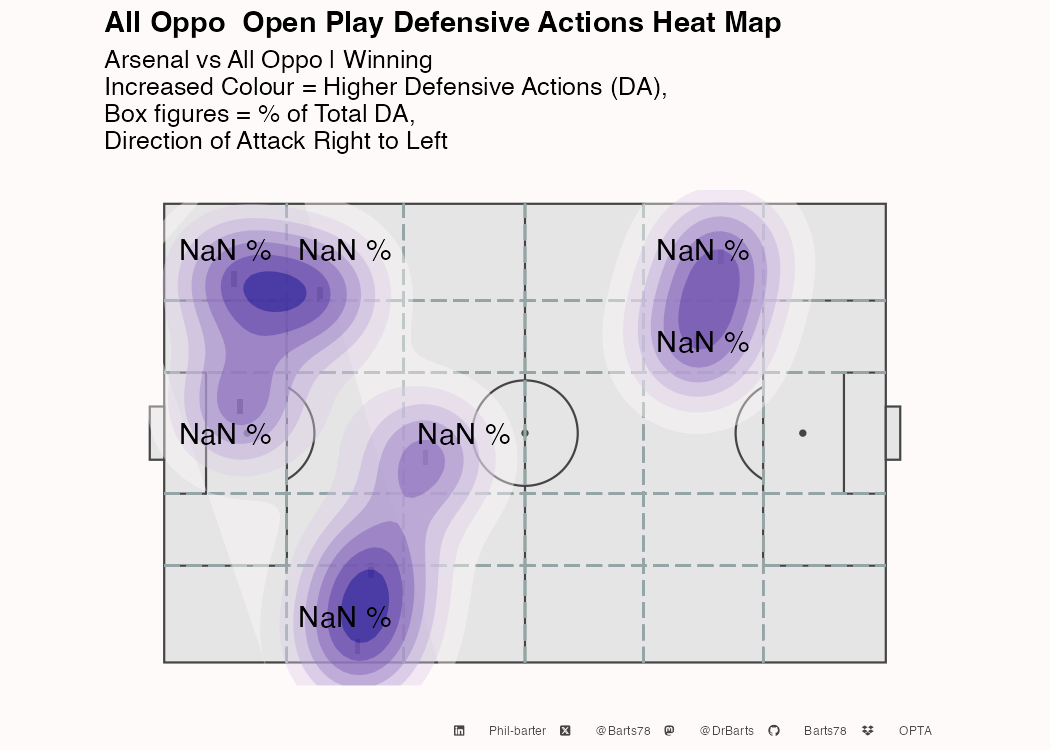 All Oppo  Open Play Defensive Actions Heat Map
Arsenal vs All Oppo | Winning
Increased Colour = Higher Defensive Actions (DA),
Box figures = % of Total DA,
Direction of Attack Right to Left
NaN % NaN % NaN %
NaN %
NaN % NaN %
NaN %
Phil-barter @Barts78 @DrBarts Barts78 OPTA